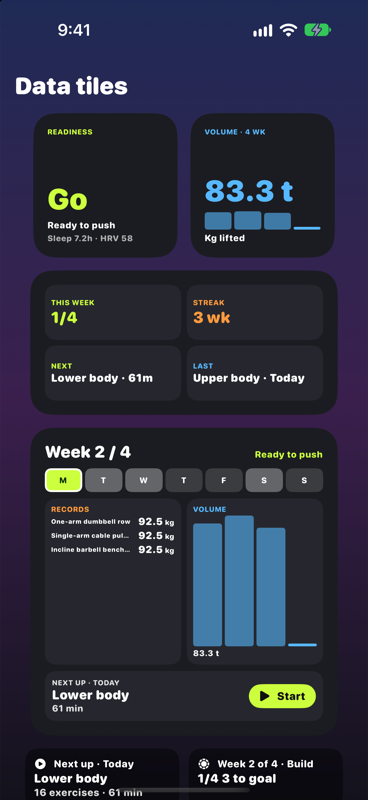 9:41
Data tiles
READINESS
Go
Ready to push
Sleep 7.2h · HRV 58
VOLUME · 4 WK
83.3 t
Kg lifted
THIS WEEK
1/4
STREAK
3 wk
NEXT
Lower body · 61m
LAST
Upper body · Today
Week 2 / 4
Ready to push
M T W T F S S
RECORDS
One-arm dumbbell row 92.5 kg
Single-arm cable pul... 92.5 kg
Incline barbell bench... 92.5 kg
VOLUME
83.3 t
NEXT UP · TODAY
Lower body
61 min
Start
Next up · Today
Lower body
16 exercises · 61 min
Week 2 of 4 · Build
1/4 3 to goal